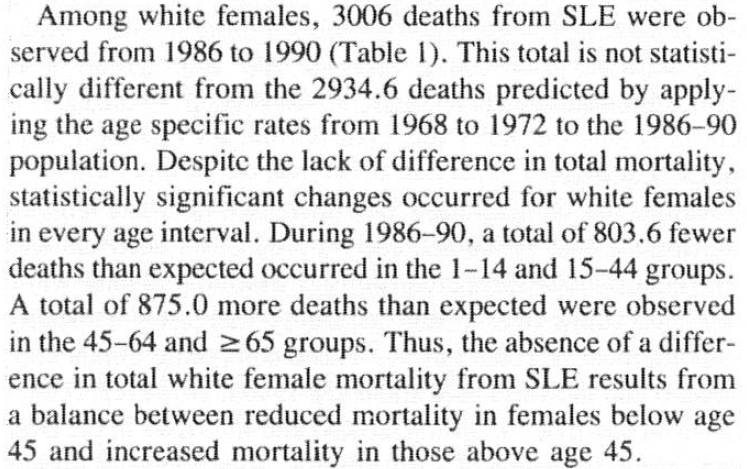 Among white females, 3006 deaths from SLE were ob-
served from 1986 to 1990 (Table 1). This total is not statisti-
cally different from the 2934.6 deaths predicted by apply-
ing the age specific rates from 1968 to 1972 to the 1986–90
population. Despite the lack of difference in total mortality,
statistically significant changes occurred for white females
in every age interval. During 1986–90, a total of 803.6 fewer
deaths than expected occurred in the 1–14 and 15–44 groups.
A total of 875.0 more deaths than expected were observed
in the 45–64 and ≥65 groups. Thus, the absence of a differ-
ence in total white female mortality from SLE results from
a balance between reduced mortality in females below age
45 and increased mortality in those above age 45.